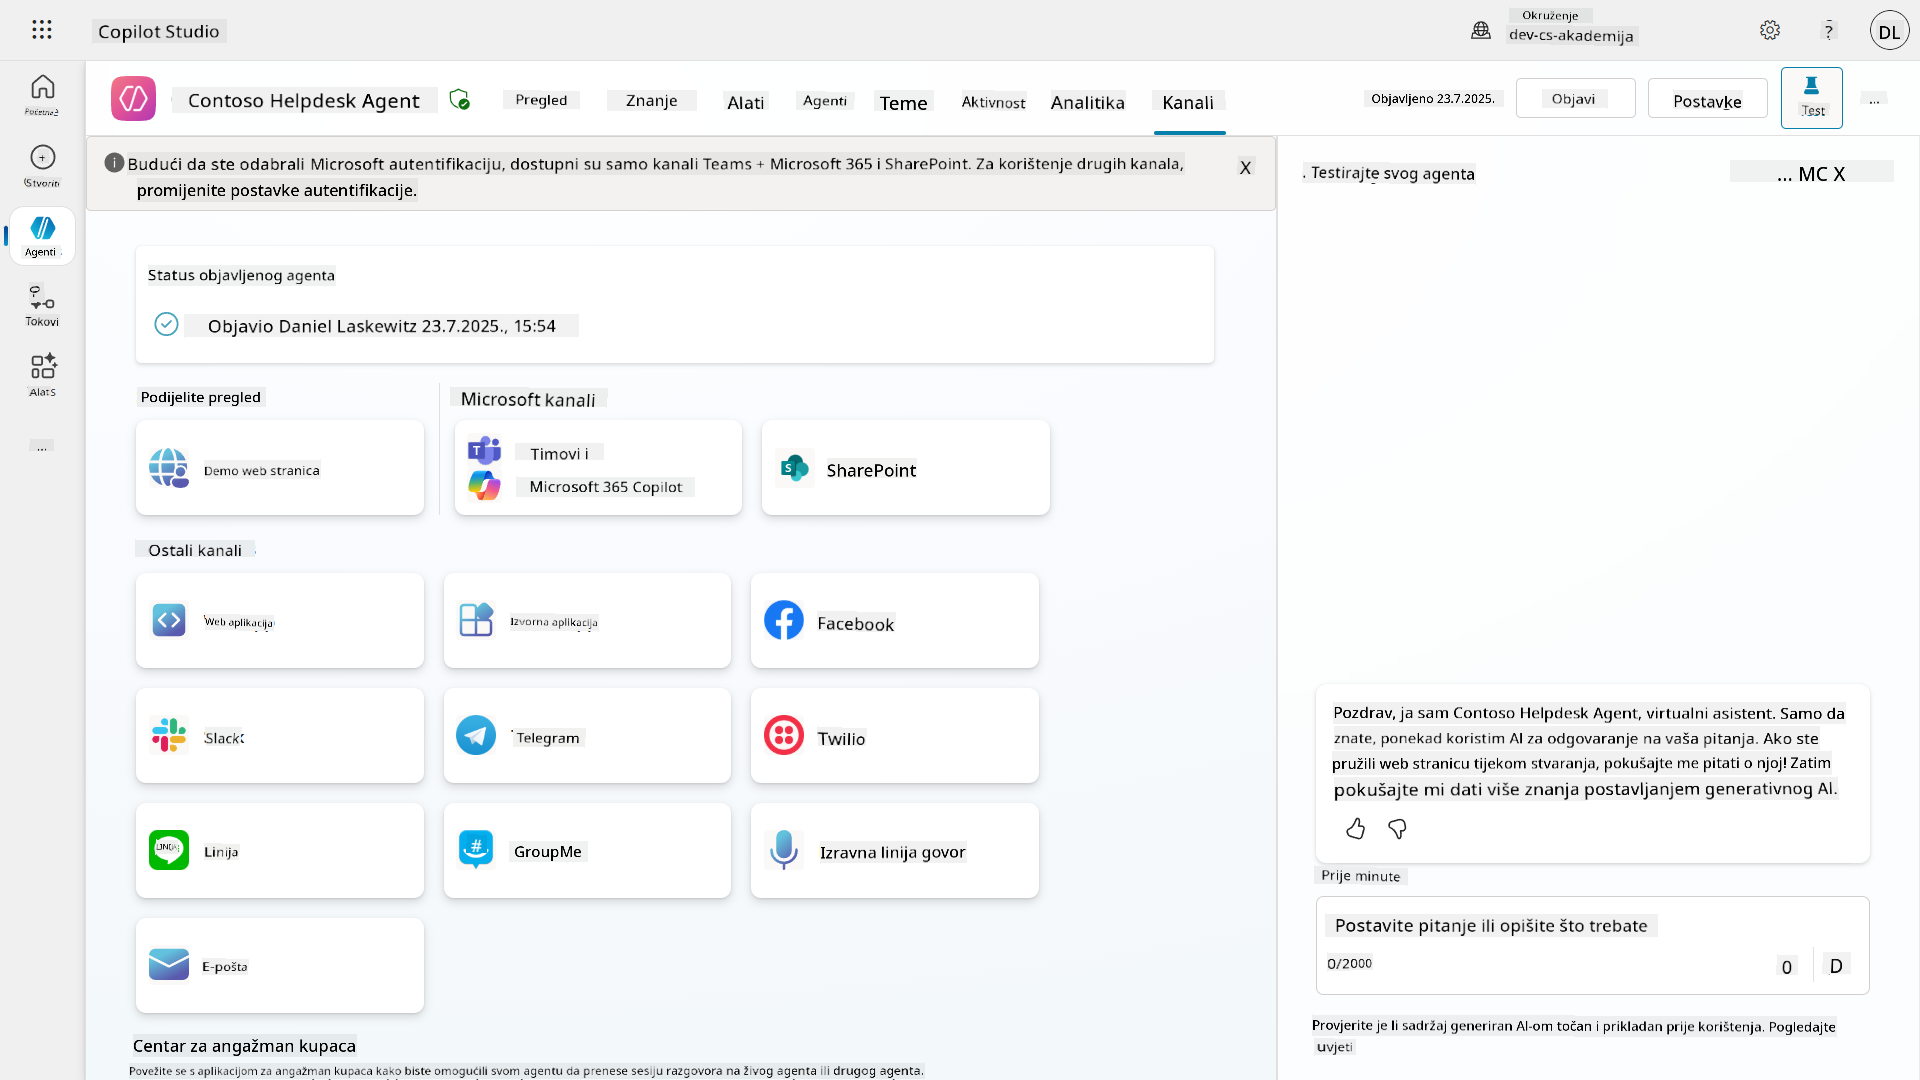 Copilot Studio
Okruženje
dev-cs-akademija
?
DL
Početna
Contoso Helpdesk Agent
Pregled
Znanje
Alati
Agenti
Teme
Aktivnost
Analitika
Kanali
Objavljeno 23.7.2025.
Objavi
Postavke
Test
...
Budući da ste odabrali Microsoft autentifikaciju, dostupni su samo kanali Teams + Microsoft 365 i SharePoint. Za korištenje drugih kanala,
promijenite postavke autentifikacije.
X
. Testirajte svog agenta
... MC X
Stvoriti
Agenti
Tokovi
Alat
...
Status objavljenog agenta
Objavio Daniel Laskewitz 23.7.2025., 15:54
Podijelite pregled
Microsoft kanali
Demo web stranica
Timovi i
Microsoft 365 Copilot
SharePoint
Ostali kanali
Web aplikacija
Izvorna aplikacija
Facebook
Slack
Telegram
Twilio
Linija
GroupMe
Izravna linija govor
E-pošta
Centar za angažman kupaca
Povežite se s aplikacijom za angažman kupaca kako biste omogućili svom agentu da prenese sesiju razgovora na živog agenta ili drugog agenta.
Pozdrav, ja sam Contoso Helpdesk Agent, virtualni asistent. Samo da
znate, ponekad koristim AI za odgovaranje na vaša pitanja. Ako ste
pružili web stranicu tijekom stvaranja, pokušajte me pitati o njoj! Zatim
pokušajte mi dati više znanja postavljanjem generativnog AI.
Prije minute
Postavite pitanje ili opišite što trebate
0/2000
0
D
Provjerite je li sadržaj generiran AI-om točan i prikladan prije korištenja. Pogledajte
uvjeti